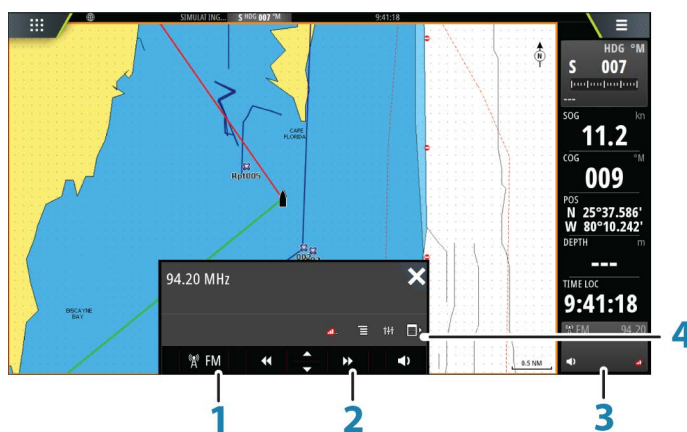 SIMULATING... S HDG 007 °M 9:41:18
HDG °M
S 007
---
SOG kn
11.2
COG °M
009
POS
N 25°37.586'
W 80°10.242'
DEPTH m
---
TIME LOC
9:41:18
FM 94.20
N
CAPE
FLORIDA
Rpt005
BISCAYNE
BAY
94.20 MHz
FM
0.5 NM
1
2
3
4